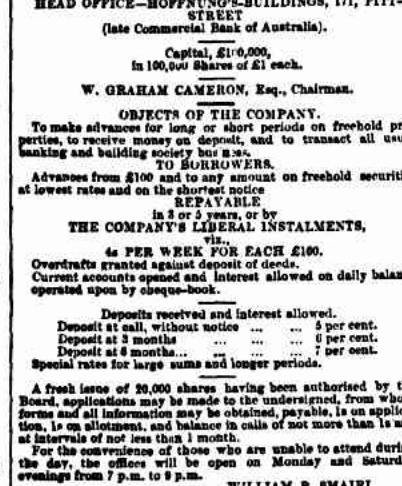 HEAD OFFICE—HOFFNUNG'S-BUILDINGS, 171, PITT-
STREET
(late Commercial Bank of Australia).
Capital, £100,000,
in 100,000 Shares of £1 each.
W. GRAHAM CAMERON, Esq., Chairman.
OBJECTS OF THE COMPANY.
To make advances for long or short periods on freehold pr
perties, to receive money on deposit, and to transact all usu
banking and building society business.
TO BORROWERS.
Advances from £100 and to any amount on freehold securiti
at lowest rates and on the shortest notice
REPAYABLE
in 3 or 5 years, or by
THE COMPANY'S LIBERAL INSTALMENTS,
viz.,
4s PER WEEK FOR EACH £100.
Overdrafts granted against deposit of deeds.
Current accounts opened and interest allowed on daily balan
operated upon by cheque-book.
Deposits received and interest allowed.
Deposit at call, without notice ... ... 5 per cent.
Deposit at 3 months ... ... 6 per cent.
Deposit at 6 months... ... ... 7 per cent.
Special rates for large sums and longer periods.
A fresh issue of 20,000 shares having been authorised by t
Board, applications may be made to the undersigned, from who
forms and all information may be obtained, payable, 1s on applic
tion, 1s on allotment, and balance in calls of not more than 1s
at intervals of not less than 1 month.
For the convenience of those who are unable to attend duri
the day, the offices will be open on Monday and Saturd
evenings from 7 p.m. to 9 p.m.
WILLIAM P. SMAIRL